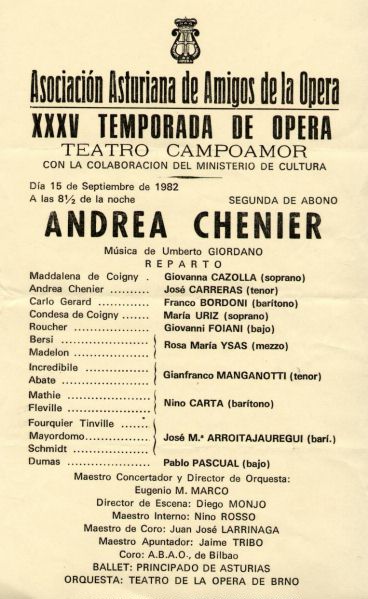 Asociación Asturiana de Amigos de la Opera
XXXV TEMPORADA DE OPERA
TEATRO CAMPOAMOR
CON LA COLABORACION DEL MINISTERIO DE CULTURA
Día 15 de Septiembre de 1982
A las 8½ de la noche SEGUNDA DE ABONO
ANDREA CHENIER
Música de Umberto GIORDANO
REPARTO
Maddalena de Coigny . Giovanna CAZOLLA (soprano)
Andrea Chenier .......... JOSÉ CARRERAS (tenor)
Carlo Gerard .............. Franco BORDONI (barítono)
Condesa de Coigny ...... María URIZ (soprano)
Roucher ................... Giovanni FOIANI (bajo)
Bersi ........................
Rosa María YSAS (mezzo)
Madelon ...................
Incredibile .................
Gianfranco MANGANOTTI (tenor)
Abate .......................
Mathie ......................
Nino CARTA (barítono)
Fleville .....................
Fourquier Tinville .......
Mayordomo............... José M.ª ARROITAJAUREGUI (barí.)
Schmidt ....................
Dumas ..................... Pablo PASCUAL (bajo)
Maestro Concertador y Director de Orquesta:
Eugenio M. MARCO
Director de Escena: Diego MONJO
Maestro Interno: Nino ROSSO
Maestro de Coro: Juan José LARRINAGA
Maestro Apuntador: Jaime TRIBO
Coro: A.B.A.O., de Bilbao
BALLET: PRINCIPADO DE ASTURIAS
ORQUESTA: TEATRO DE LA OPERA DE BRNO